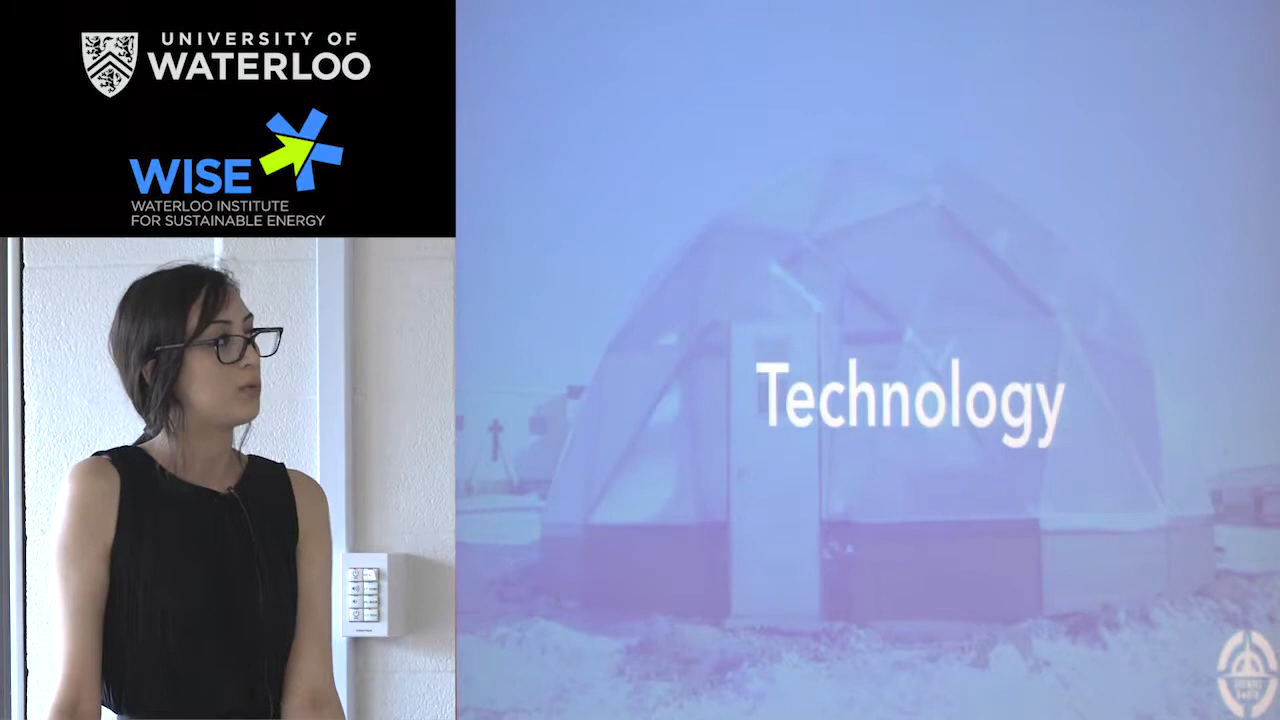 UNIVERSITY OF
WATERLOO
WISE
WATERLOO INSTITUTE
FOR SUSTAINABLE ENERGY
Technology